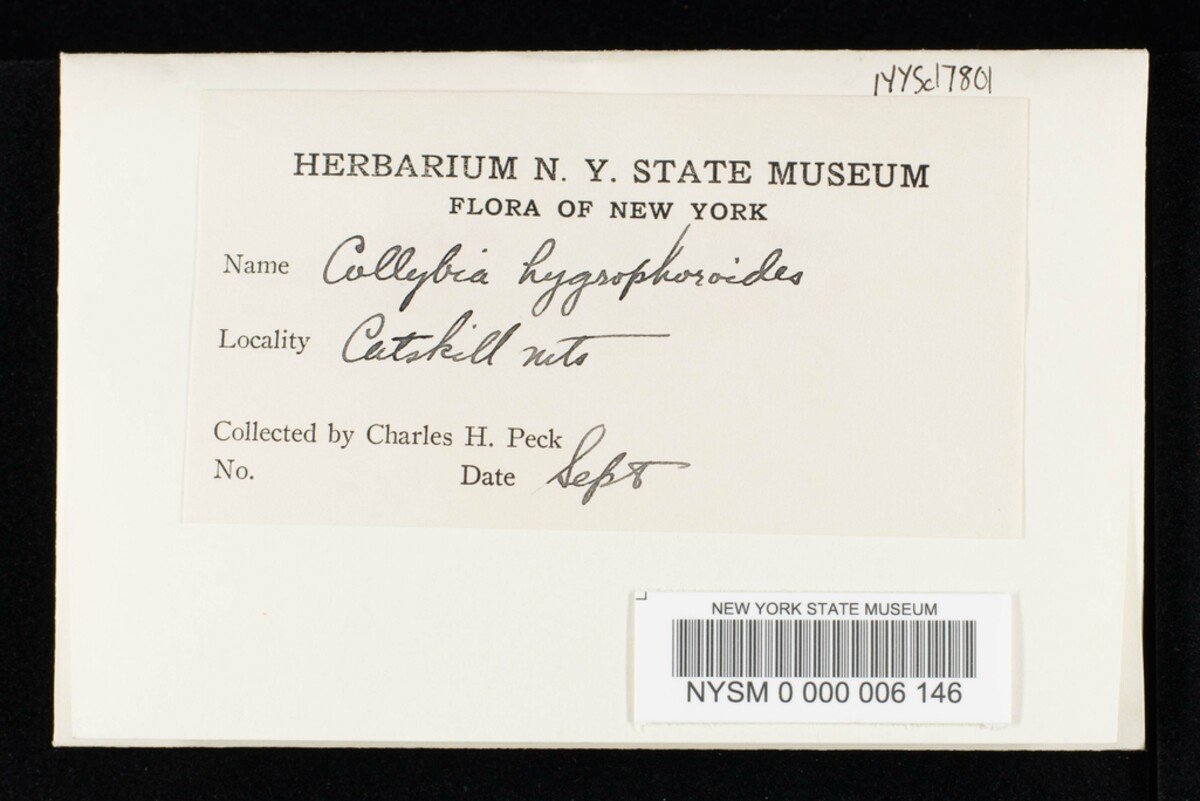 NYSd7801
HERBARIUM N. Y. STATE MUSEUM
FLORA OF NEW YORK
Name Collybia hygrophoroides
Locality Catskill mts
Collected by Charles H. Peck
No. Date Sept
NEW YORK STATE MUSEUM
NYSM 0 000 006 146